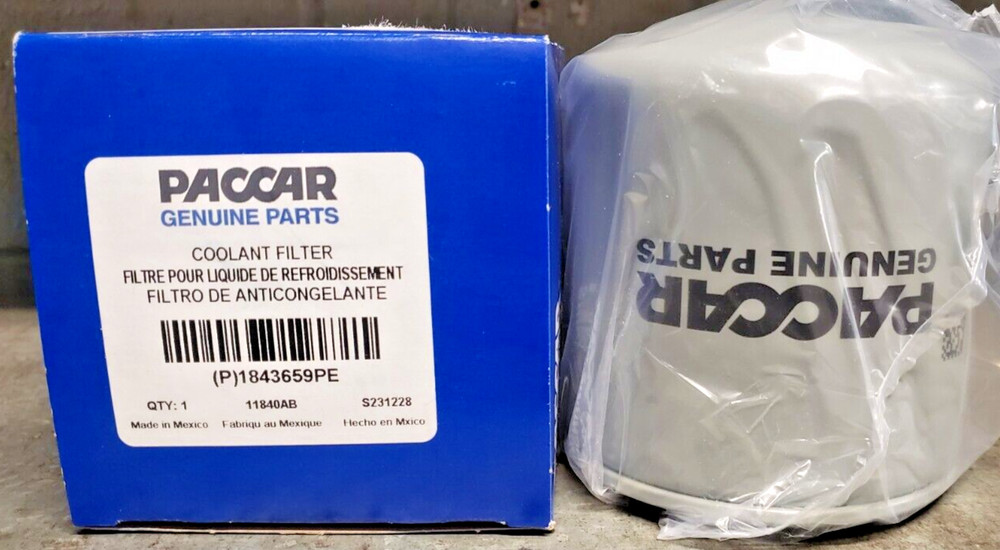 PACCAR
GENUINE PARTS
COOLANT FILTER
FILTRE POUR LIQUIDE DE REFROIDISSEMENT
FILTRO DE ANTICONGELANTE
(P)1843659PE
QTY: 1 11840AB S231228
Made in Mexico Fabriqu au Mexique Hecho en Mxico
PACCAR
GENUINE PARTS